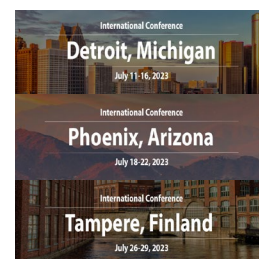 International Conference
Detroit, Michigan
July 11-16, 2023
International Conference
Phoenix, Arizona
July 18-22, 2023
International Conference
Tampere, Finland
July 26-29, 2023